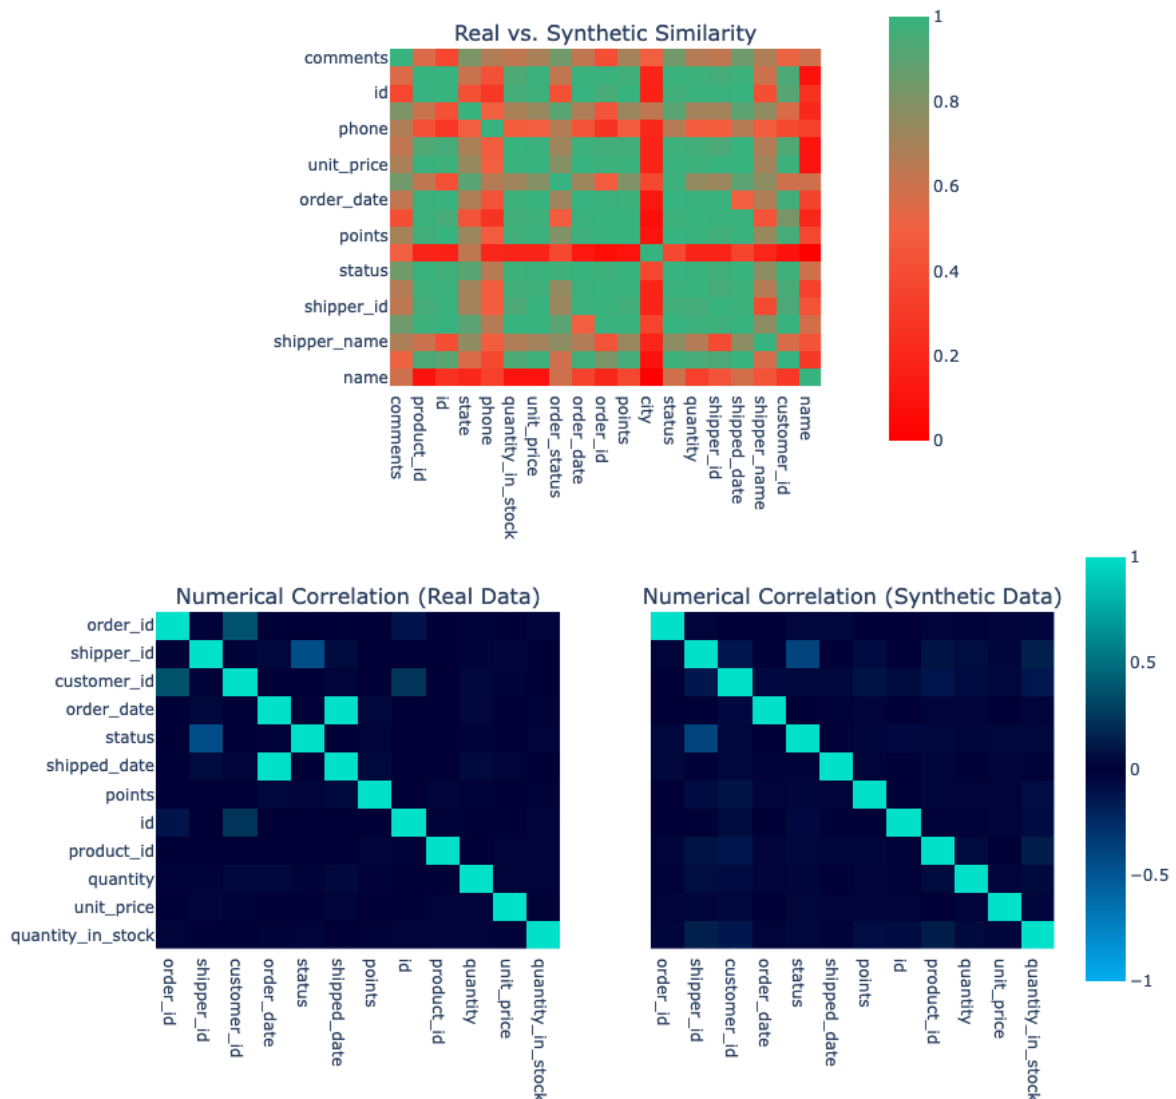 Real vs. Synthetic Similarity
comments
id
phone
unit_price
order_date
points
status
shipper_id
shipper_name
name
comments
product_id
id
state
phone
quantity_in_stock
unit_price
order_status
order_date
order_id
points
city
status
quantity
shipper_id
shipped_date
shipper_name
customer_id
name
1
0.8
0.6
0.4
0.2
0
Numerical Correlation (Real Data)
order_id
shipper_id
customer_id
order_date
status
shipped_date
points
id
product_id
quantity
unit_price
quantity_in_stock
order_id
shipper_id
customer_id
order_date
status
shipped_date
points
id
product_id
quantity
unit_price
quantity_in_stock
Numerical Correlation (Synthetic Data)
order_id
shipper_id
customer_id
order_date
status
shipped_date
points
id
product_id
quantity
unit_price
quantity_in_stock
1
0.5
0
−0.5
−1